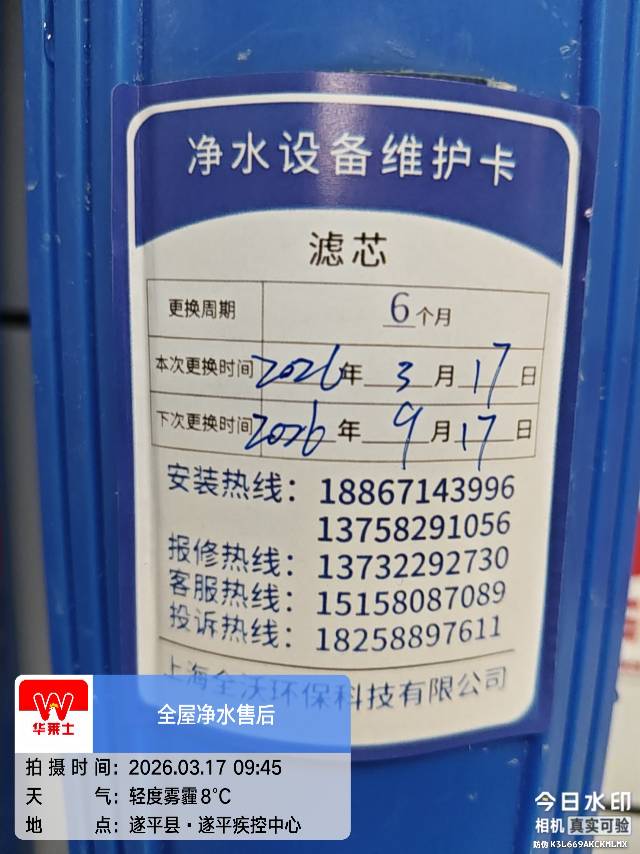 净水设备维护卡
滤芯
更换周期 6个月
本次更换时间 2026年3月17日
下次更换时间 2026年9月17日
安装热线：18867143996
13758291056
报修热线：13732292730
客服热线：15158087089
投诉热线：18258897611
上海全沃环保科技有限公司
华莱士
全屋净水售后
拍摄时间：2026.03.17 09:45
天气：轻度雾霾 8℃
地点：遂平县·遂平疾控中心
今日水印
相机 真实可验
防伪 K3L669AKCKMLMX